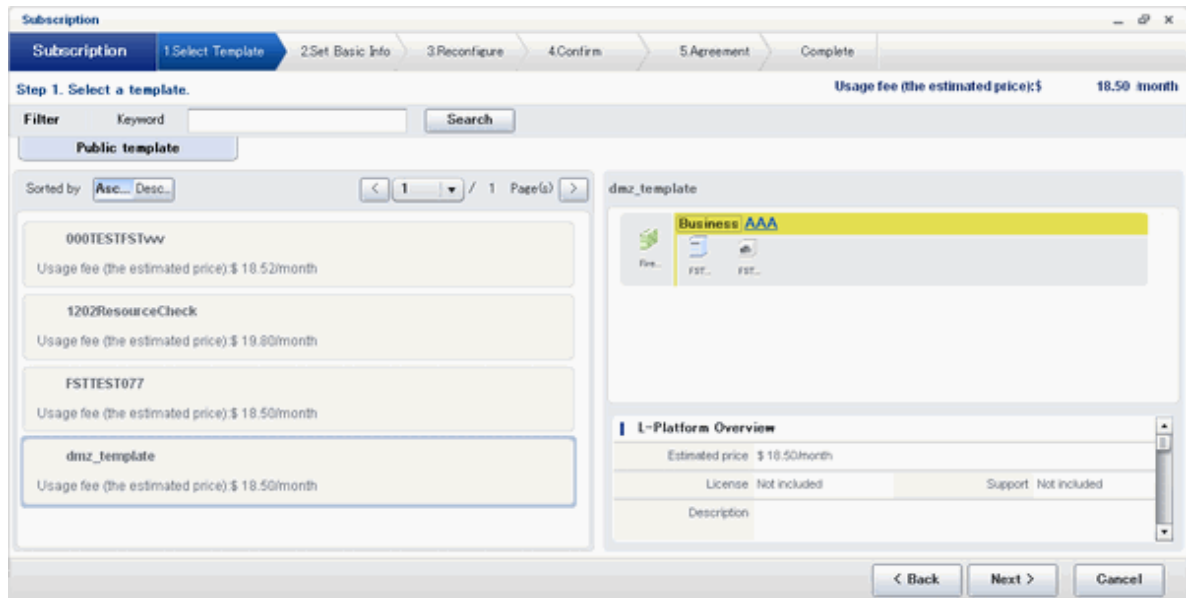 Subscription
Subscription 1.Select Template 2.Set Basic Info 3.Reconfigure 4.Confirm 5.Agreement Complete
Step 1. Select a template. Usage fee (the estimated price):$ 18.50 /month
Filter Keyword Search
Public template
Sorted by Asc... Desc... < 1 / 1 Page(s) >
000TESTFSTvvv
Usage fee (the estimated price):$ 18.52/month
1202ResourceCheck
Usage fee (the estimated price):$ 19.80/month
FSTTEST077
Usage fee (the estimated price):$ 18.50/month
dmz_template
Usage fee (the estimated price):$ 18.50/month
dmz_template
Business AAA
Fire... FST... FST...
L-Platform Overview
Estimated price $ 18.50/month
License Not included Support Not included
Description
< Back Next > Cancel